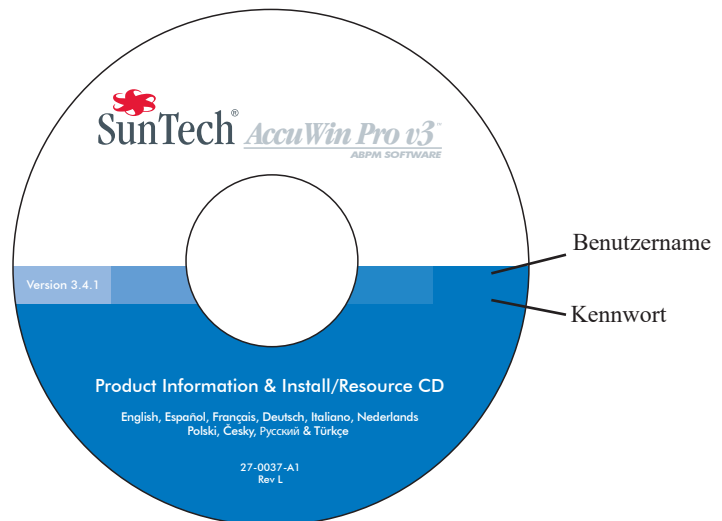 SunTech® AccuWin Pro v3™
ABPM SOFTWARE
Benutzername
Version 3.4.1
Kennwort
Product Information & Install/Resource CD
English, Español, Français, Deutsch, Italiano, Nederlands
Polski, Česky, Русский & Türkçe
27-0037-A1
Rev L